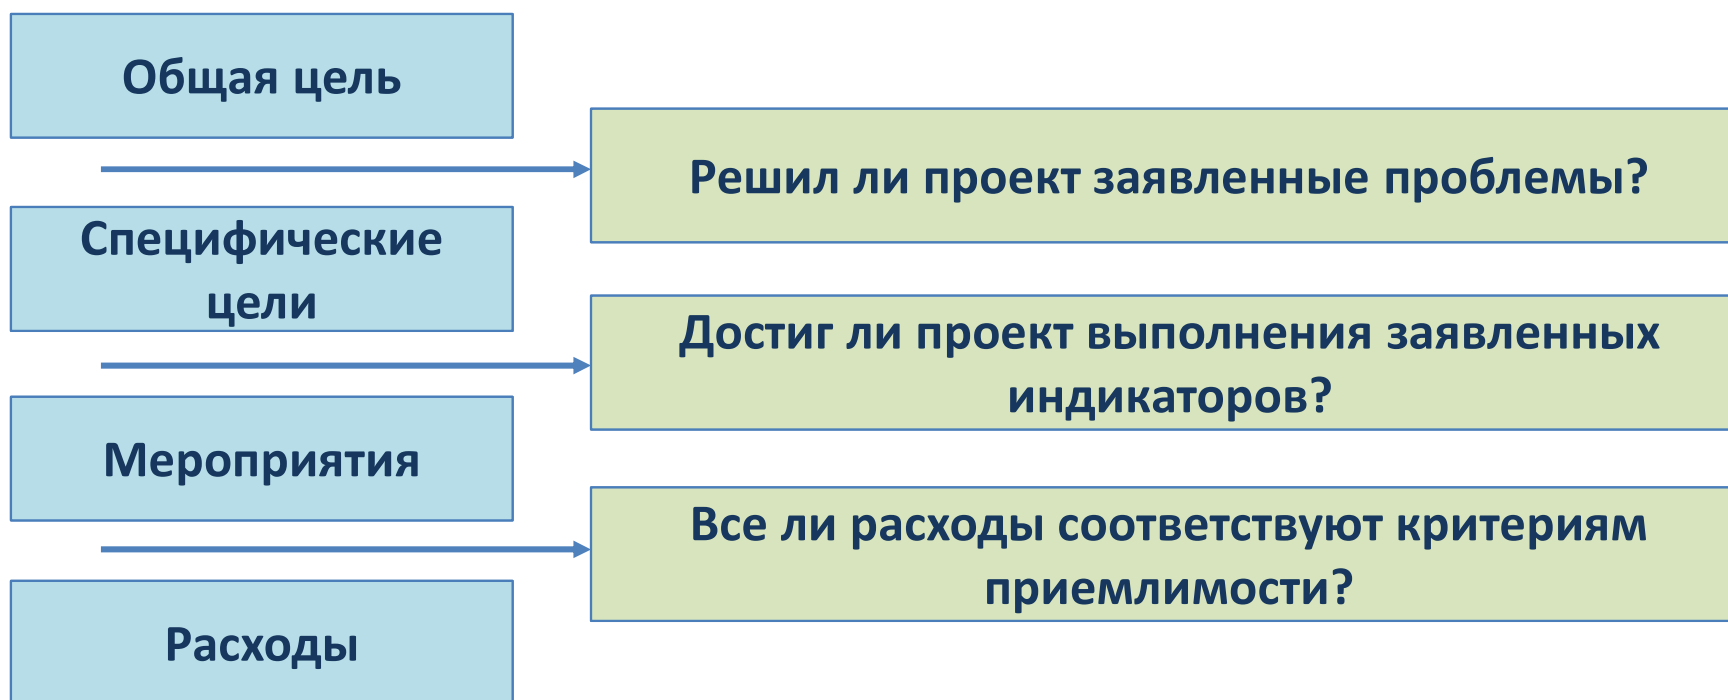 Общая цель
Решил ли проект заявленные проблемы?
Специфические
цели
Достиг ли проект выполнения заявленных
индикаторов?
Мероприятия
Все ли расходы соответствуют критериям
приемлимости?
Расходы